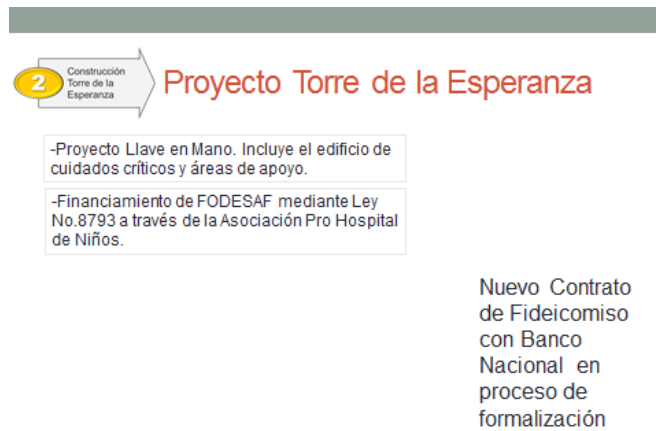 2
Construcción
Torre de la
Esperanza
Proyecto Torre de la Esperanza
-Proyecto Llave en Mano. Incluye el edificio de
cuidados críticos y áreas de apoyo.
-Financiamiento de FODESAF mediante Ley
No.8793 a través de la Asociación Pro Hospital
de Niños.
Nuevo Contrato
de Fideicomiso
con Banco
Nacional en
proceso de
formalización